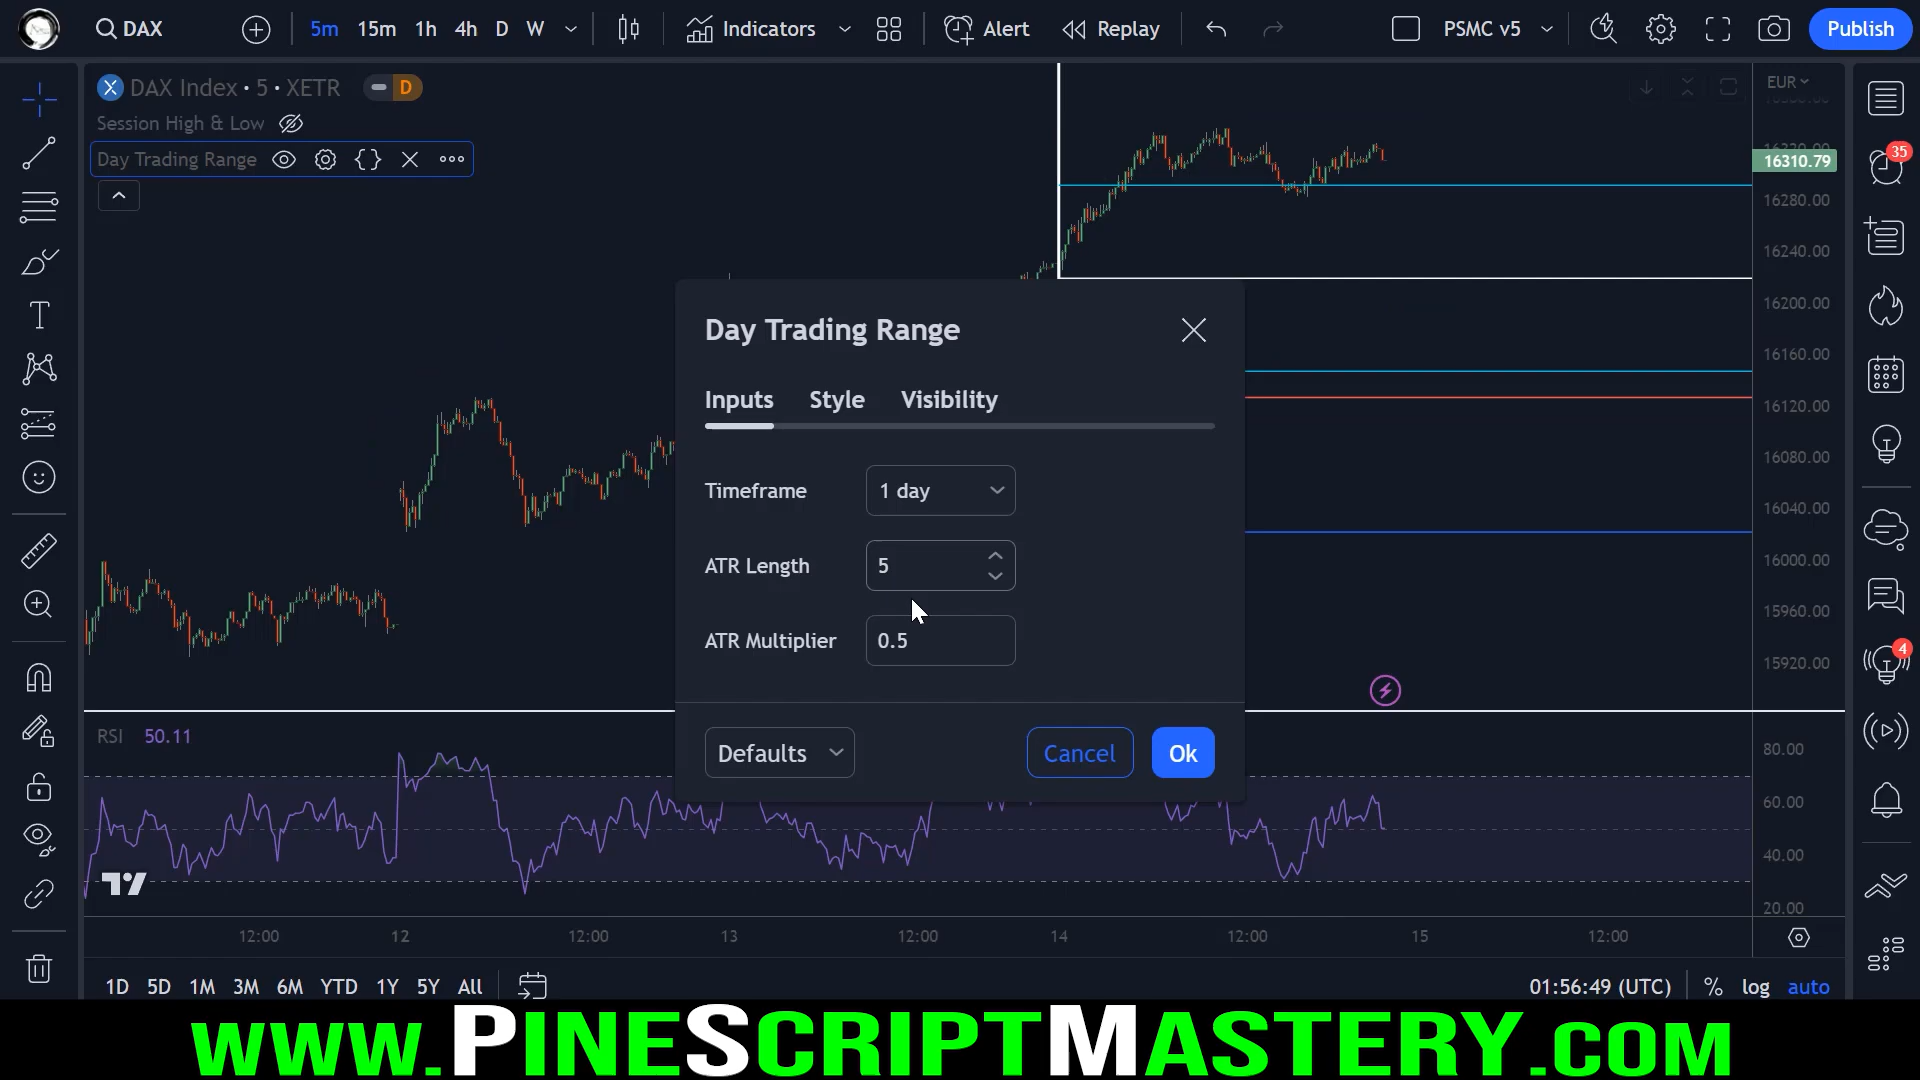 DAX 5m 15m 1h 4h D W Indicators Alert Replay PSMC v5 Publish
DAX Index · 5 · XETR D EUR
Session High & Low
Day Trading Range
35
16310.79
16280.00
16240.00
16200.00
16160.00
16120.00
16080.00
16040.00
16000.00
15960.00
15920.00
Day Trading Range
Inputs Style Visibility
Timeframe 1 day
ATR Length 5
ATR Multiplier 0.5
Defaults Cancel Ok
4
RSI 50.11
80.00
60.00
40.00
20.00
12:00 12 12:00 13 12:00 14 12:00 15 12:00
1D 5D 1M 3M 6M YTD 1Y 5Y All 01:56:49 (UTC) % log auto
www.PineScriptMastery.com